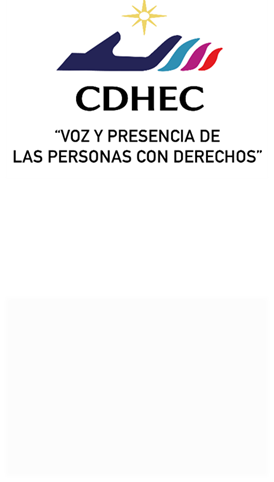 CDHEC
“VOZ Y PRESENCIA DE
LAS PERSONAS CON DERECHOS”